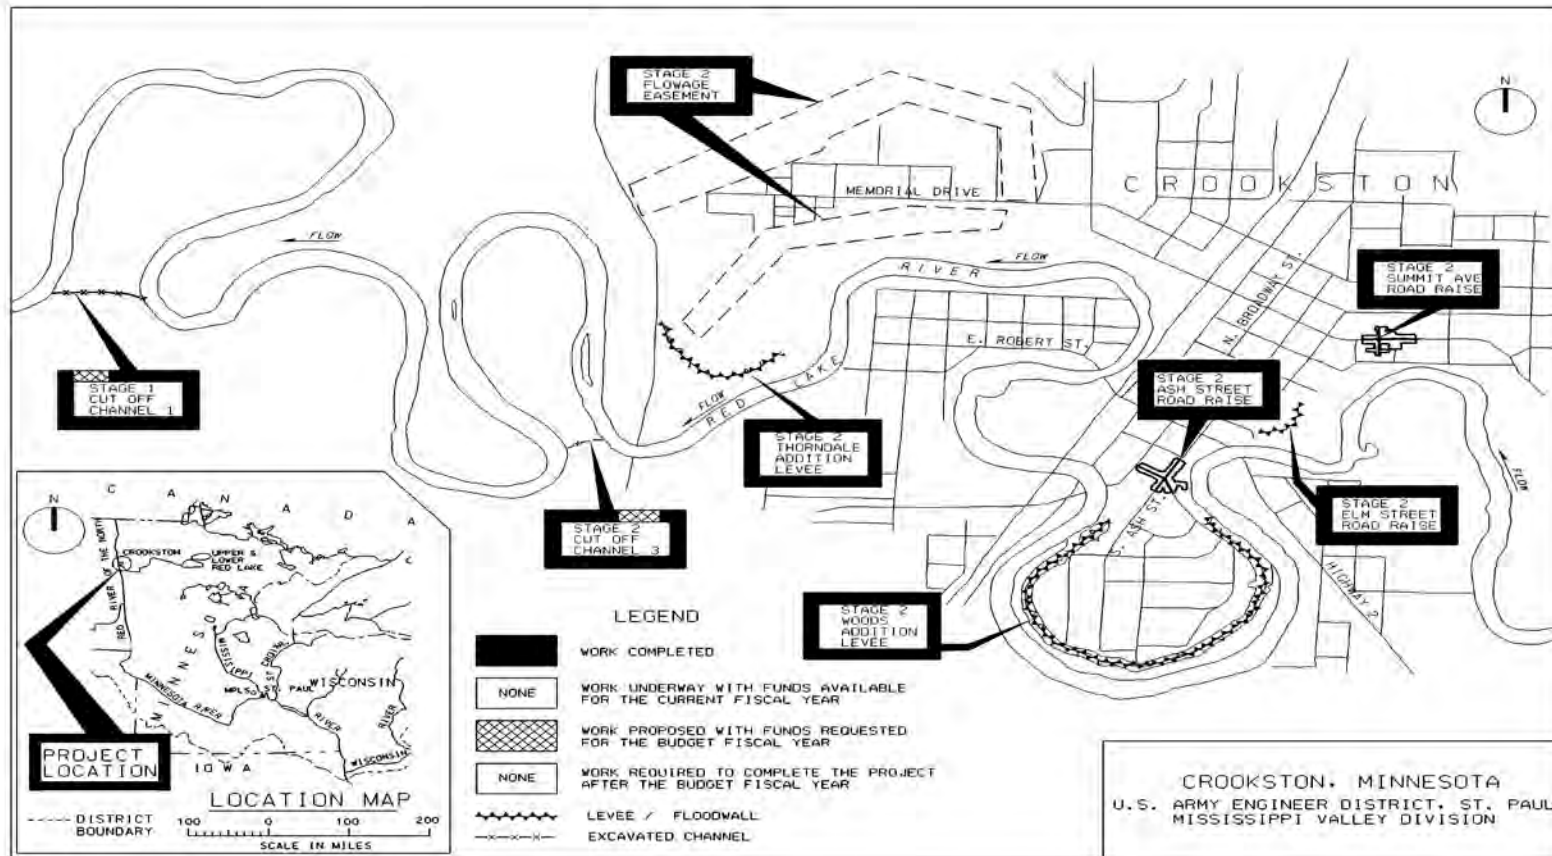 STAGE 2
FLOWAGE
EASEMENT
N
CROOKSTON
MEMORIAL DRIVE
FLOW
FLOW
RIVER
N. BROADWAY ST.
STAGE 2
SUMMIT AVE
ROAD RAISE
E. ROBERT ST.
STAGE 1
CUT OFF
CHANNEL 1
FLOW
RED LAKE
STAGE 2
ASH STREET
ROAD RAISE
STAGE 2
THORNDALE
ADDITION
LEVEE
FLOW
STAGE 2
ELM STREET
ROAD RAISE
STAGE 2
CUT OFF
CHANNEL 3
S. ASH ST.
HIGHWAY 2
STAGE 2
WOODS
ADDITION
LEVEE
N
CANADA
CROOKSTON
UPPER &
LOWER
RED LAKE
RED RIVER OF THE NORTH
MINNESO
MISSISSIPPI
ST CROIX
MPLS.
ST. PAUL
WISCONSIN
MINNESOTA RIVER
RIVER
WISCONSIN
RIVER
IOWA
PROJECT
LOCATION
LOCATION MAP
DISTRICT
BOUNDARY
100 0 100 200
SCALE IN MILES
LEGEND
WORK COMPLETED
NONE
WORK UNDERWAY WITH FUNDS AVAILABLE
FOR THE CURRENT FISCAL YEAR
WORK PROPOSED WITH FUNDS REQUESTED
FOR THE BUDGET FISCAL YEAR
NONE
WORK REQUIRED TO COMPLETE THE PROJECT
AFTER THE BUDGET FISCAL YEAR
LEVEE / FLOODWALL
EXCAVATED CHANNEL
CROOKSTON, MINNESOTA
U.S. ARMY ENGINEER DISTRICT, ST. PAUL
MISSISSIPPI VALLEY DIVISION